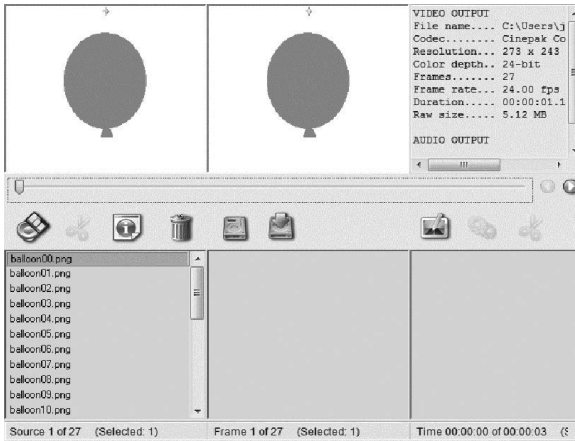 VIDEO OUTPUT
File name.... C:\Users\j
Codec........ Cinepak Co
Resolution... 273 x 243
Color depth.. 24-bit
Frames....... 27
Frame rate... 24.00 fps
Duration..... 00:00:01.1
Raw size..... 5.12 MB
AUDIO OUTPUT
balloon00.png
balloon01.png
balloon02.png
balloon03.png
balloon04.png
balloon05.png
balloon06.png
balloon07.png
balloon08.png
balloon09.png
balloon10.png
Source 1 of 27 (Selected: 1) Frame 1 of 27 (Selected: 1) Time 00:00:00 of 00:00:03 (S